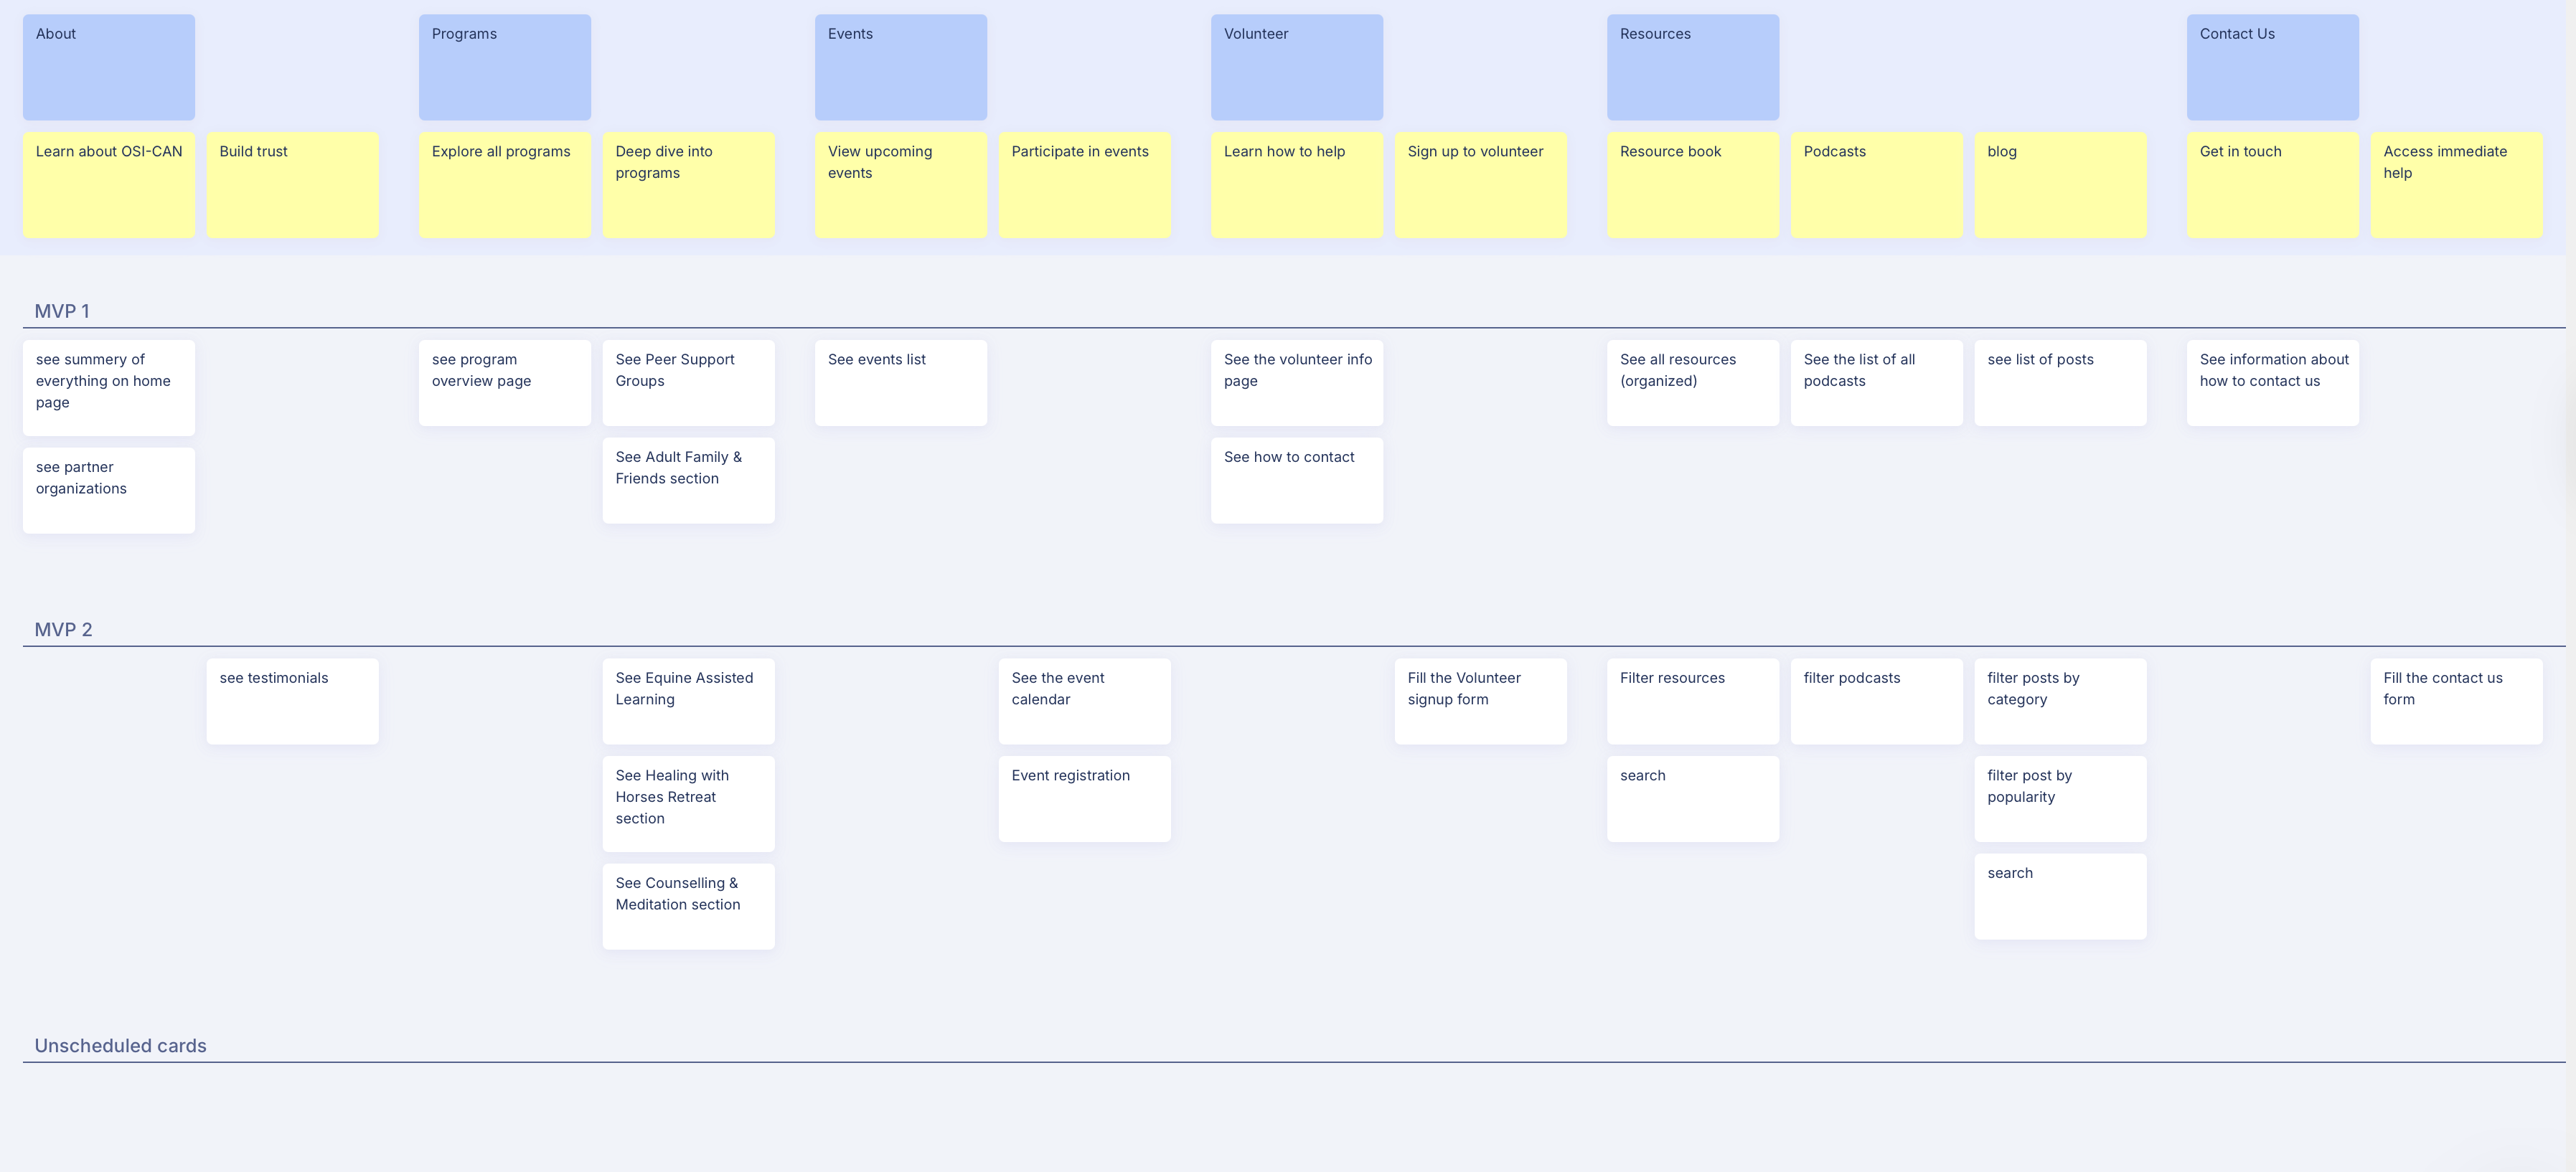 About
Programs
Events
Volunteer
Resources
Contact Us
Learn about OSI-CAN
Build trust
Explore all programs
Deep dive into
programs
View upcoming
events
Participate in events
Learn how to help
Sign up to volunteer
Resource book
Podcasts
blog
Get in touch
Access immediate
help
MVP 1
see summery of
everything on home
page
see partner
organizations
see program
overview page
See Peer Support
Groups
See Adult Family &
Friends section
See events list
See the volunteer info
page
See how to contact
See all resources
(organized)
See the list of all
podcasts
see list of posts
See information about
how to contact us
MVP 2
see testimonials
See Equine Assisted
Learning
See Healing with
Horses Retreat
section
See Counselling &
Meditation section
See the event
calendar
Event registration
Fill the Volunteer
signup form
Filter resources
search
filter podcasts
filter posts by
category
filter post by
popularity
search
Fill the contact us
form
Unscheduled cards